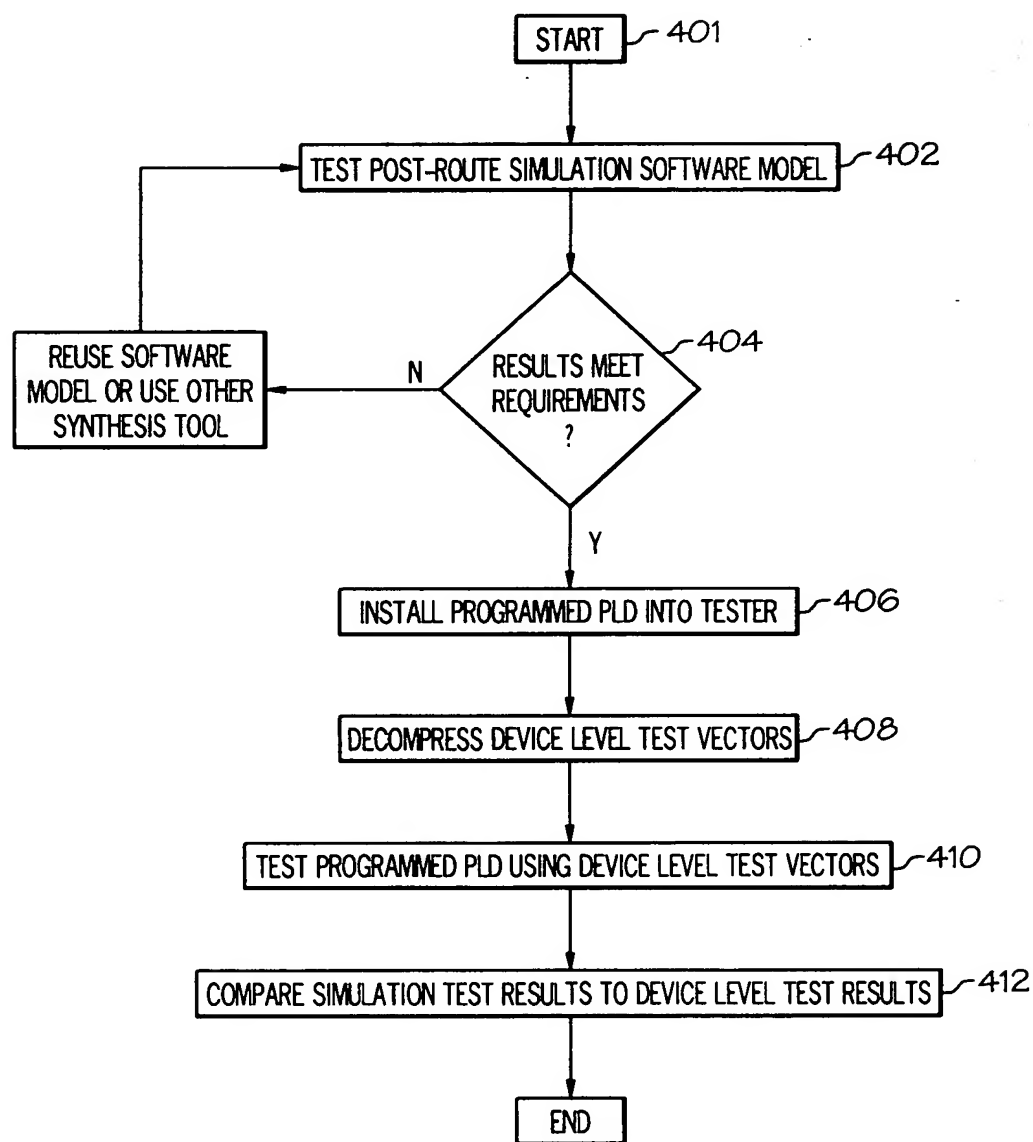 START
401
TEST POST-ROUTE SIMULATION SOFTWARE MODEL
402
RESULTS MEET
REQUIREMENTS
?
404
N
REUSE SOFTWARE
MODEL OR USE OTHER
SYNTHESIS TOOL
Y
INSTALL PROGRAMMED PLD INTO TESTER
406
DECOMPRESS DEVICE LEVEL TEST VECTORS
408
TEST PROGRAMMED PLD USING DEVICE LEVEL TEST VECTORS
410
COMPARE SIMULATION TEST RESULTS TO DEVICE LEVEL TEST RESULTS
412
END